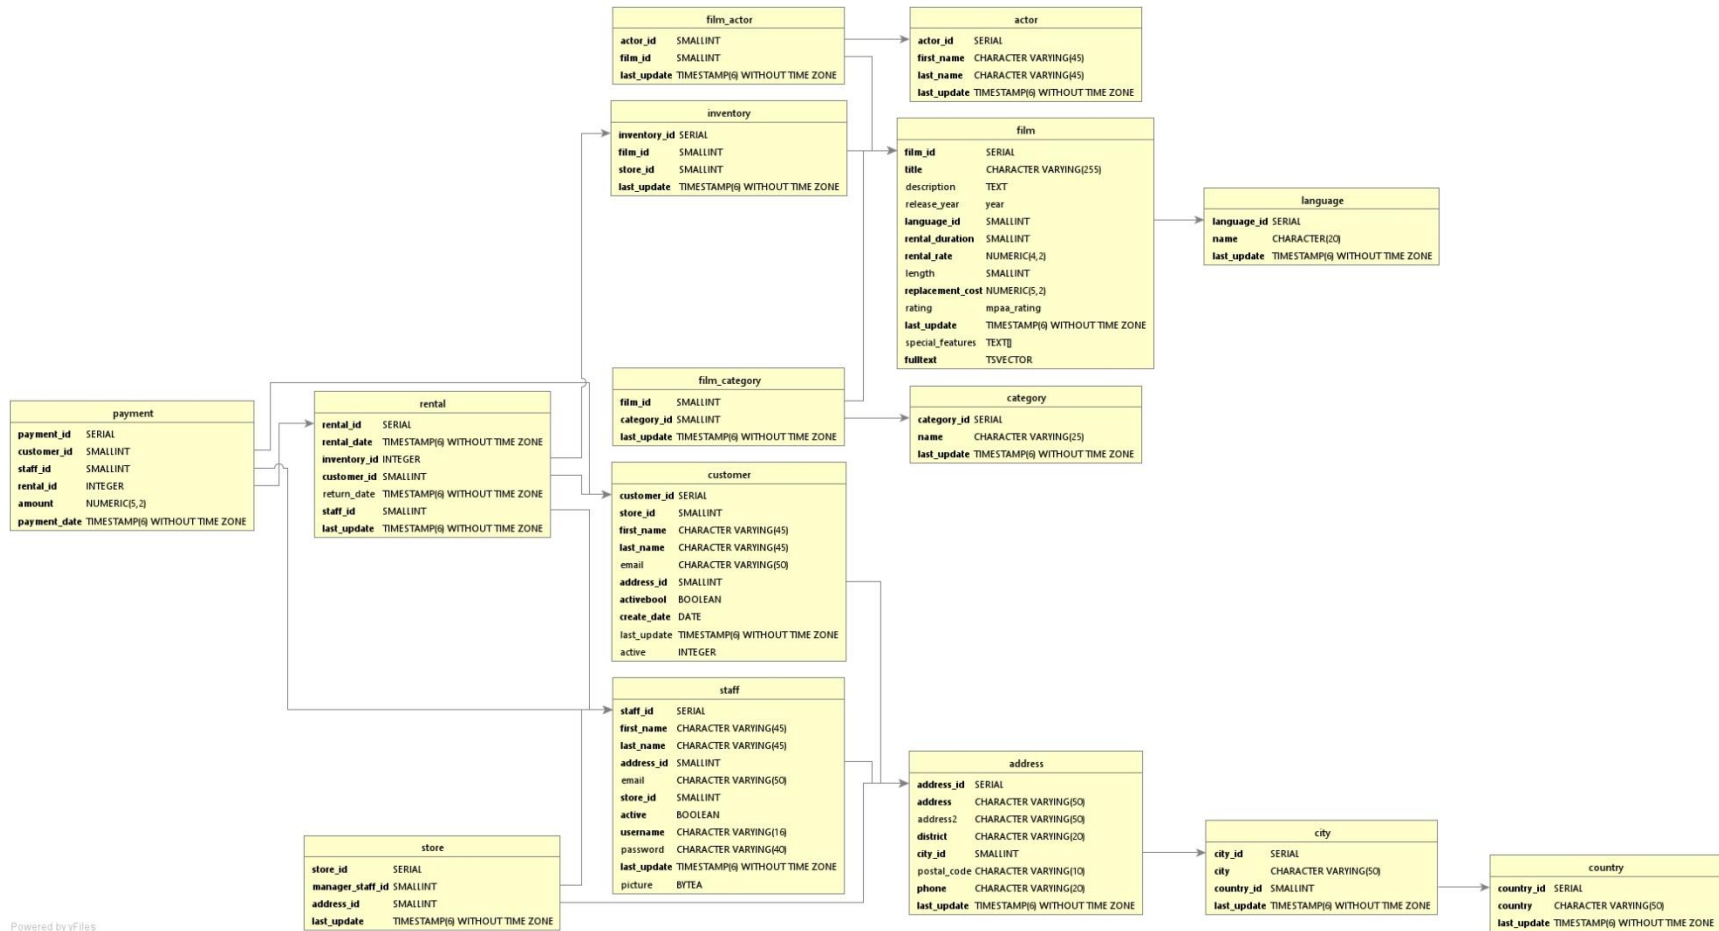 film_actor
actor_id SMALLINT
film_id SMALLINT
last_update TIMESTAMP(6) WITHOUT TIME ZONE
actor
actor_id SERIAL
first_name CHARACTER VARYING(45)
last_name CHARACTER VARYING(45)
last_update TIMESTAMP(6) WITHOUT TIME ZONE
inventory
inventory_id SERIAL
film_id SMALLINT
store_id SMALLINT
last_update TIMESTAMP(6) WITHOUT TIME ZONE
film
film_id SERIAL
title CHARACTER VARYING(255)
description TEXT
release_year year
language_id SMALLINT
rental_duration SMALLINT
rental_rate NUMERIC(4,2)
length SMALLINT
replacement_cost NUMERIC(5,2)
rating mpaa_rating
last_update TIMESTAMP(6) WITHOUT TIME ZONE
special_features TEXT[]
fulltext TSVECTOR
language
language_id SERIAL
name CHARACTER(20)
last_update TIMESTAMP(6) WITHOUT TIME ZONE
film_category
film_id SMALLINT
category_id SMALLINT
last_update TIMESTAMP(6) WITHOUT TIME ZONE
category
category_id SERIAL
name CHARACTER VARYING(25)
last_update TIMESTAMP(6) WITHOUT TIME ZONE
payment
payment_id SERIAL
customer_id SMALLINT
staff_id SMALLINT
rental_id INTEGER
amount NUMERIC(5,2)
payment_date TIMESTAMP(6) WITHOUT TIME ZONE
rental
rental_id SERIAL
rental_date TIMESTAMP(6) WITHOUT TIME ZONE
inventory_id INTEGER
customer_id SMALLINT
return_date TIMESTAMP(6) WITHOUT TIME ZONE
staff_id SMALLINT
last_update TIMESTAMP(6) WITHOUT TIME ZONE
customer
customer_id SERIAL
store_id SMALLINT
first_name CHARACTER VARYING(45)
last_name CHARACTER VARYING(45)
email CHARACTER VARYING(50)
address_id SMALLINT
activebool BOOLEAN
create_date DATE
last_update TIMESTAMP(6) WITHOUT TIME ZONE
active INTEGER
staff
staff_id SERIAL
first_name CHARACTER VARYING(45)
last_name CHARACTER VARYING(45)
address_id SMALLINT
email CHARACTER VARYING(50)
store_id SMALLINT
active BOOLEAN
username CHARACTER VARYING(16)
password CHARACTER VARYING(40)
last_update TIMESTAMP(6) WITHOUT TIME ZONE
picture BYTEA
store
store_id SERIAL
manager_staff_id SMALLINT
address_id SMALLINT
last_update TIMESTAMP(6) WITHOUT TIME ZONE
address
address_id SERIAL
address CHARACTER VARYING(50)
address2 CHARACTER VARYING(50)
district CHARACTER VARYING(20)
city_id SMALLINT
postal_code CHARACTER VARYING(10)
phone CHARACTER VARYING(20)
last_update TIMESTAMP(6) WITHOUT TIME ZONE
city
city_id SERIAL
city CHARACTER VARYING(50)
country_id SMALLINT
last_update TIMESTAMP(6) WITHOUT TIME ZONE
country
country_id SERIAL
country CHARACTER VARYING(50)
last_update TIMESTAMP(6) WITHOUT TIME ZONE
Powered by yFiles